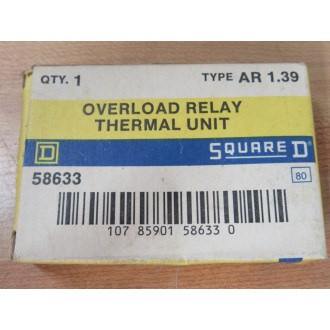 QTY. 1 TYPE AR 1.39
OVERLOAD RELAY
THERMAL UNIT
D SQUARE D
58633
80
107 85901 58633 0